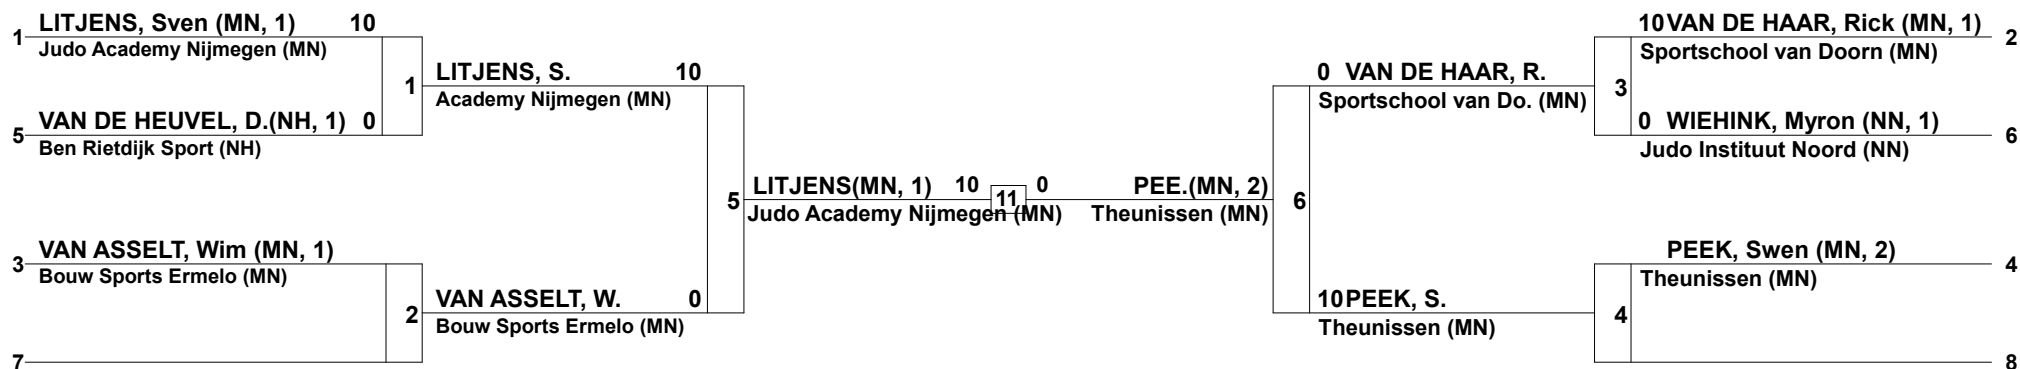 LITJENS, Sven (MN, 1) 10
1
Judo Academy Nijmegen (MN)
1
LITJENS, S. 10
Academy Nijmegen (MN)
VAN DE HEUVEL, D.(NH, 1) 0
5
Ben Rietdijk Sport (NH)
5
LITJENS(MN, 1) 10
Judo Academy Nijmegen (MN)
VAN ASSELT, Wim (MN, 1)
3
Bouw Sports Ermelo (MN)
2
VAN ASSELT, W. 0
Bouw Sports Ermelo (MN)
7
11
0 PEE.(MN, 2)
Theunissen (MN)
6
0 VAN DE HAAR, R.
Sportschool van Do. (MN)
3
10 VAN DE HAAR, Rick (MN, 1)
2
Sportschool van Doorn (MN)
0 WIEHINK, Myron (NN, 1)
6
Judo Instituut Noord (NN)
10 PEEK, S.
Theunissen (MN)
4
PEEK, Swen (MN, 2)
4
Theunissen (MN)
8